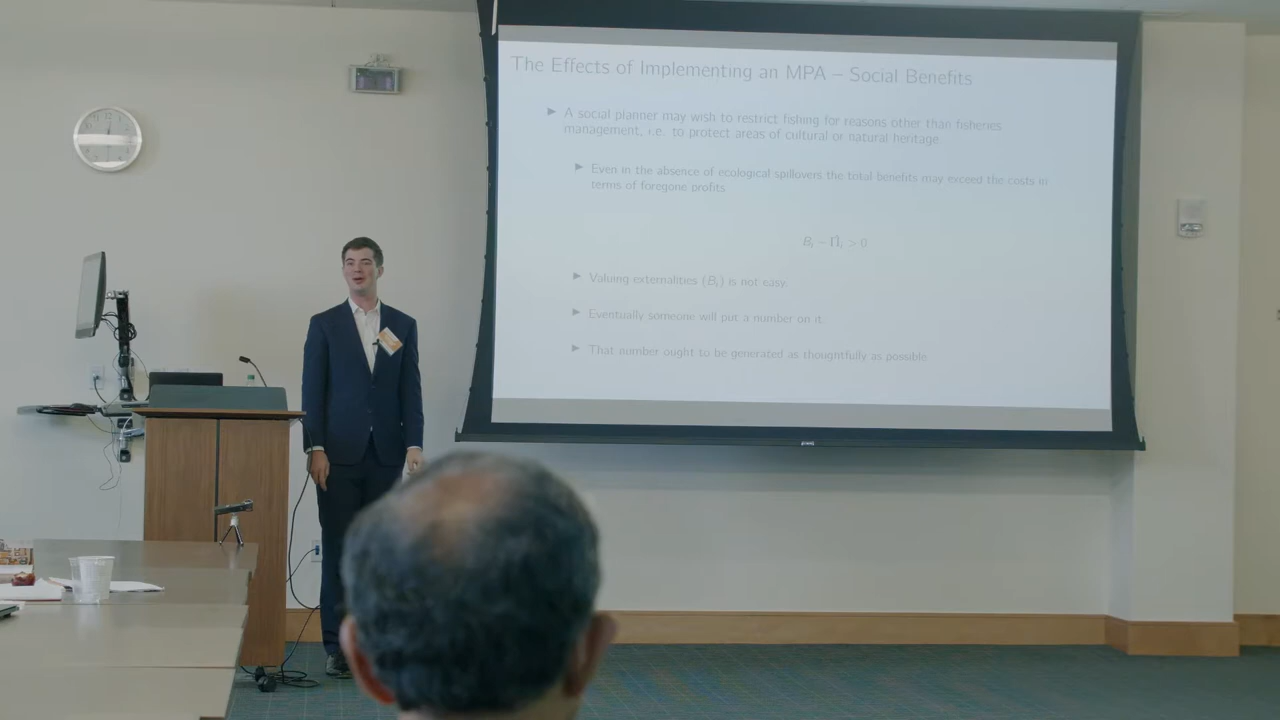 The Effects of Implementing an MPA – Social Benefits
► A social planner may wish to restrict fishing for reasons other than fisheries
management, i.e. to protect areas of cultural or natural heritage.
► Even in the absence of ecological spillovers the total benefits may exceed the costs in
terms of foregone profits
Bᵢ − Πᵢ > 0
► Valuing externalities (Bᵢ) is not easy.
► Eventually someone will put a number on it.
► That number ought to be generated as thoughtfully as possible